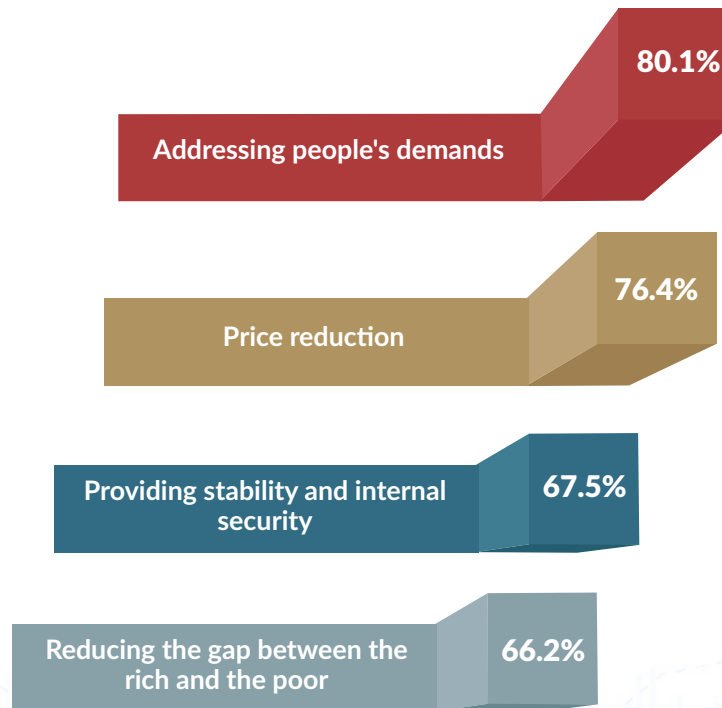 80.1%
Addressing people's demands
76.4%
Price reduction
67.5%
Providing stability and internal
security
66.2%
Reducing the gap between the
rich and the poor